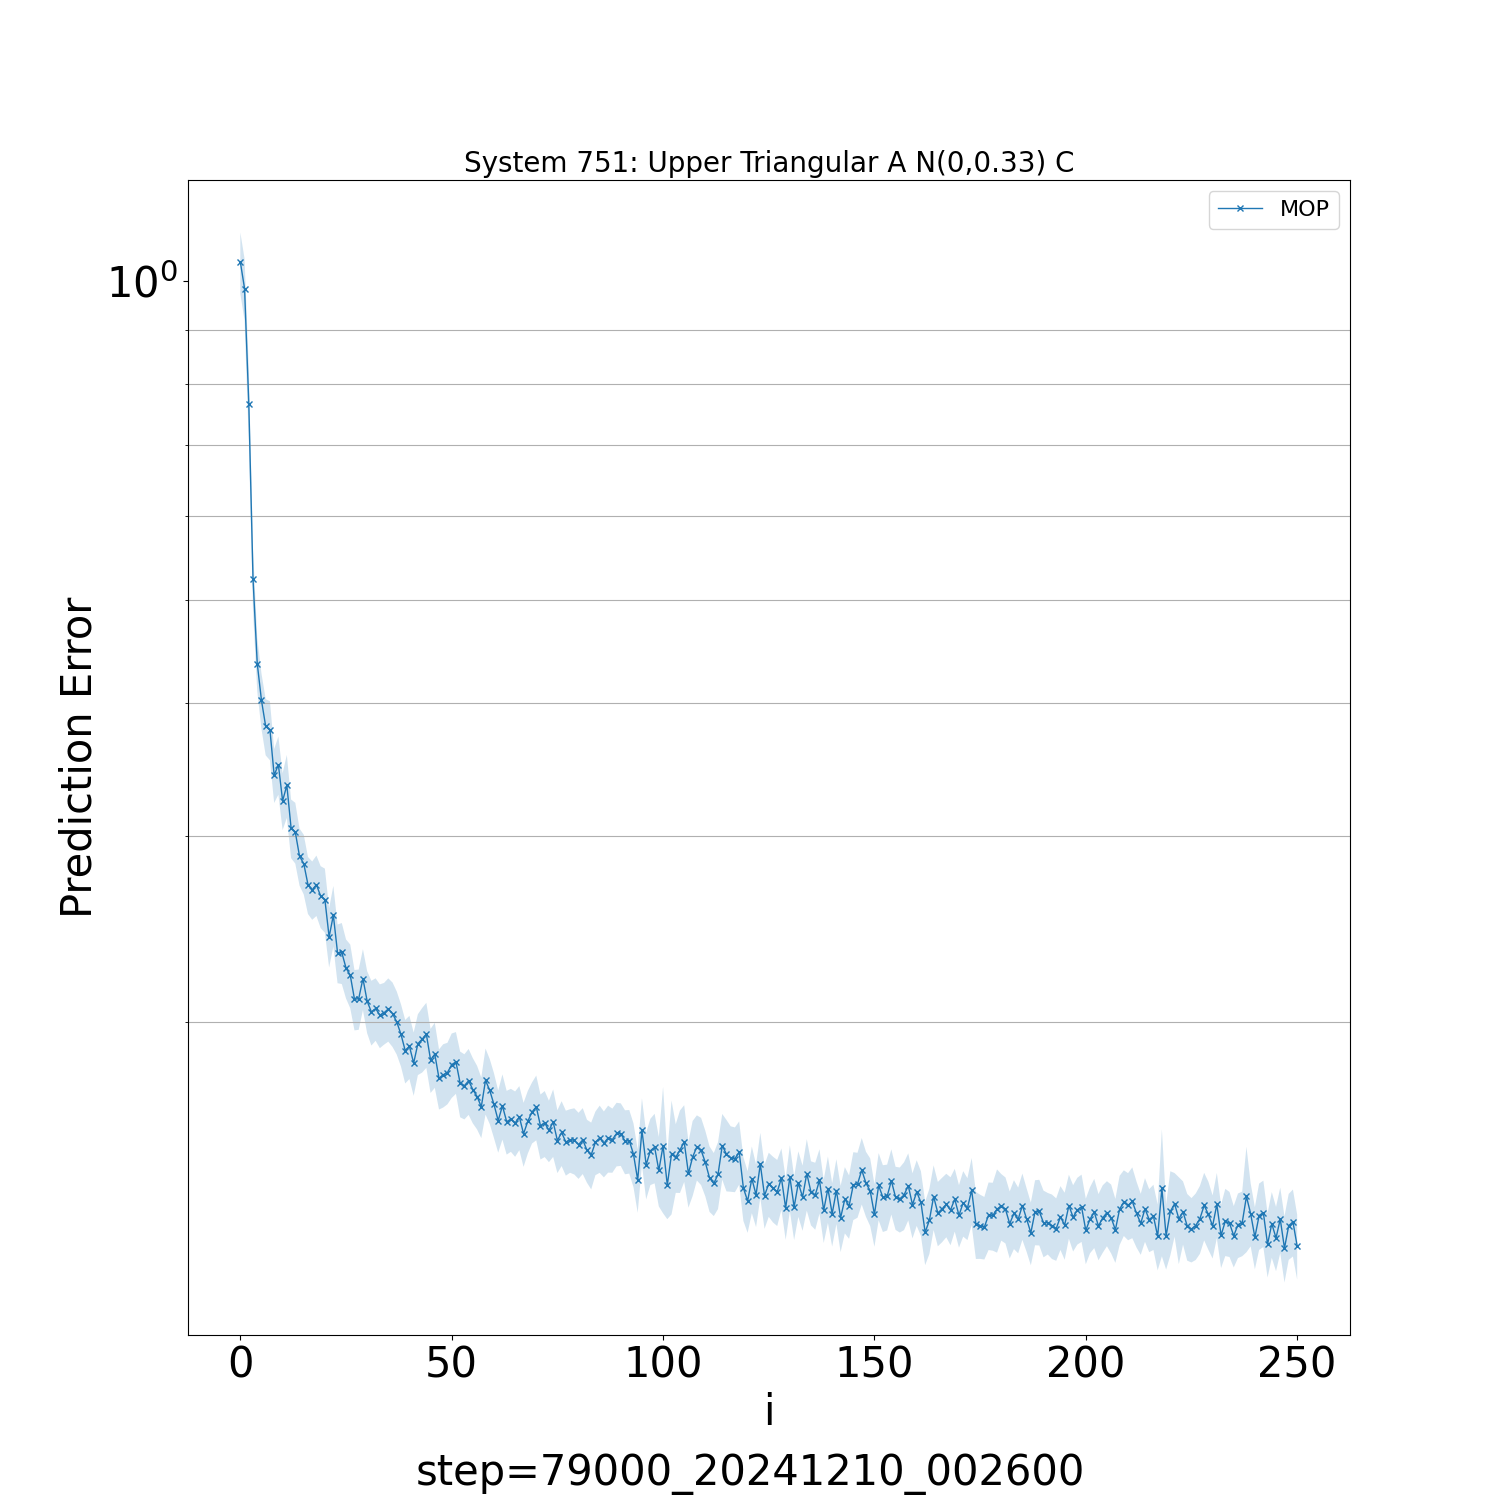 System 751: Upper Triangular A N(0,0.33) C
MOP
10⁰
Prediction Error
0 50 100 150 200 250
i
step=79000_20241210_002600